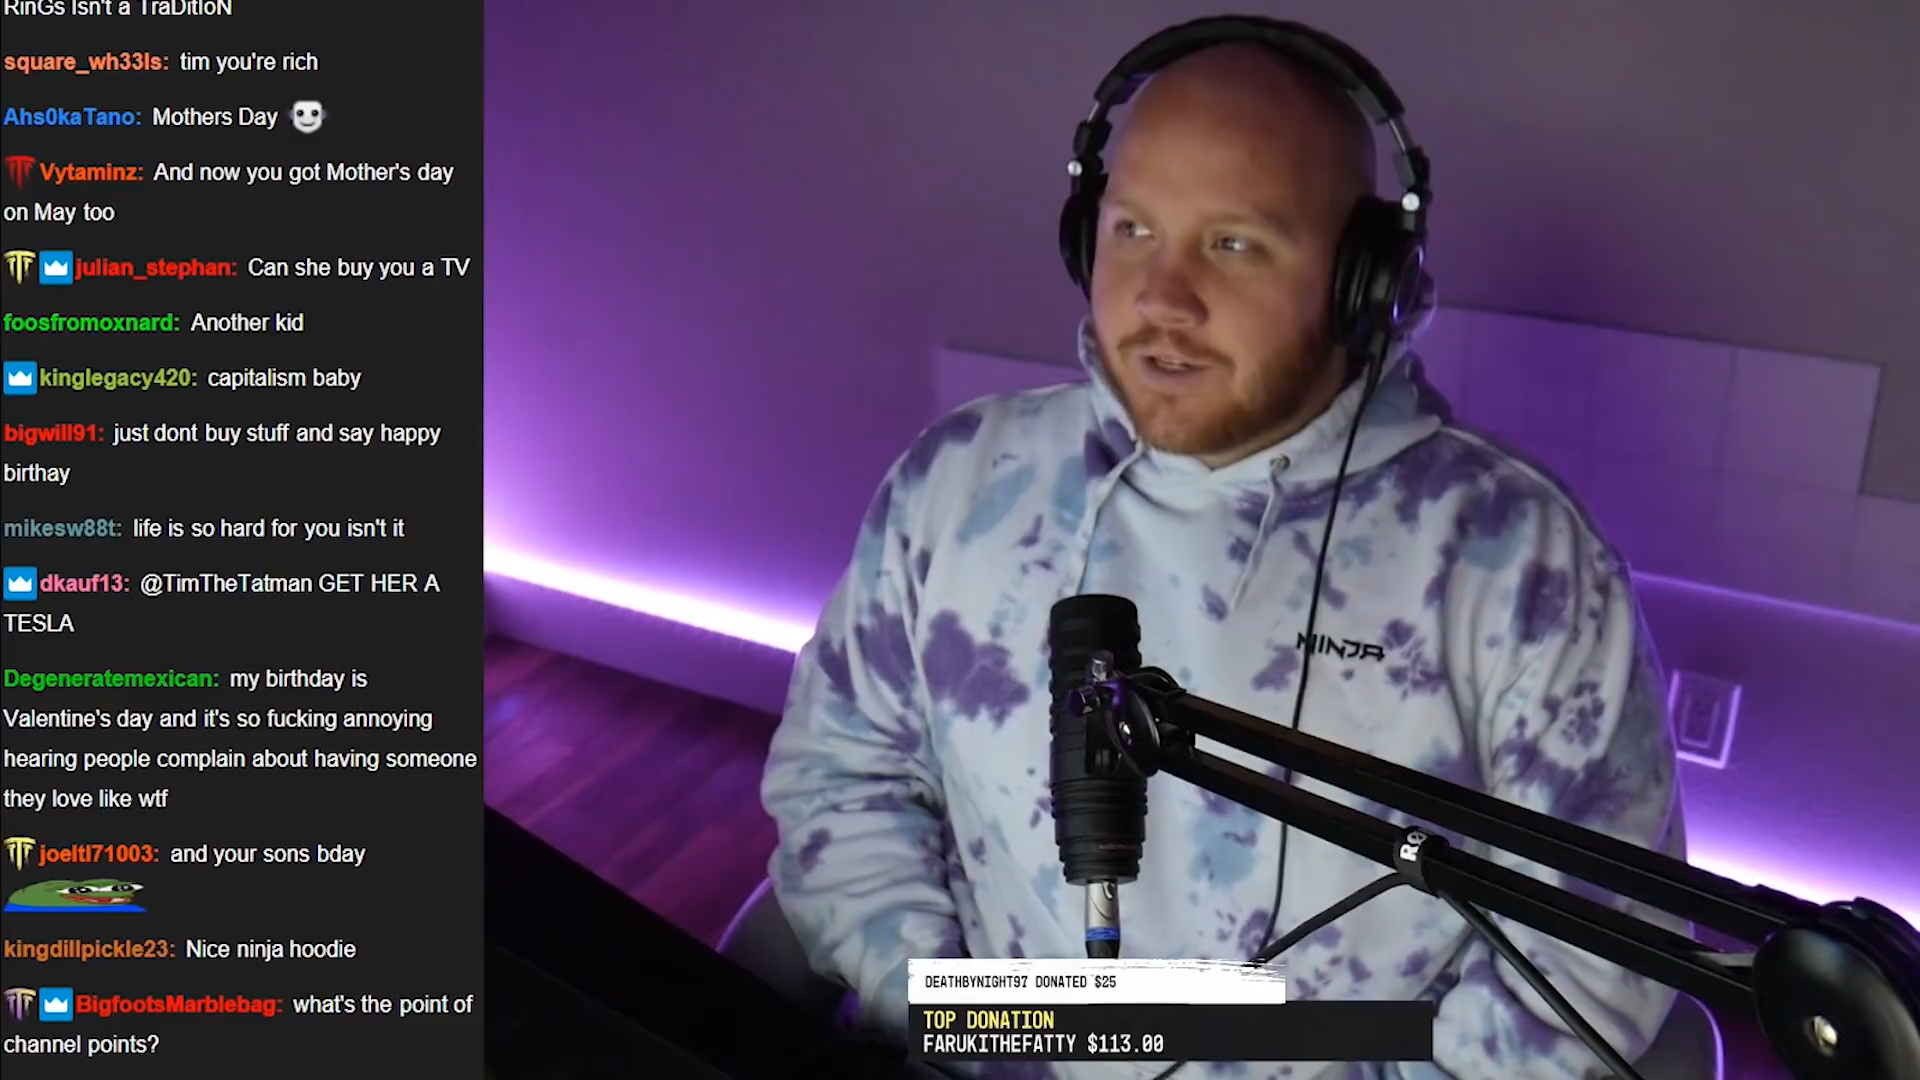 RinGs Isn't a TraDitIoN
square_wh33ls: tim you're rich
Ahs0kaTano: Mothers Day
Vytaminz: And now you got Mother's day
on May too
julian_stephan: Can she buy you a TV
foosfromoxnard: Another kid
kinglegacy420: capitalism baby
bigwill91: just dont buy stuff and say happy
birthay
mikesw88t: life is so hard for you isn't it
dkauf13: @TimTheTatman GET HER A
TESLA
Degeneratemexican: my birthday is
Valentine's day and it's so fucking annoying
hearing people complain about having someone
they love like wtf
joeltl71003: and your sons bday
kingdillpickle23: Nice ninja hoodie
BigfootsMarblebag: what's the point of
channel points?
NINJA
RØ
DEATHBYNIGHT97 DONATED $25
TOP DONATION
FARUKITHEFATTY $113.00